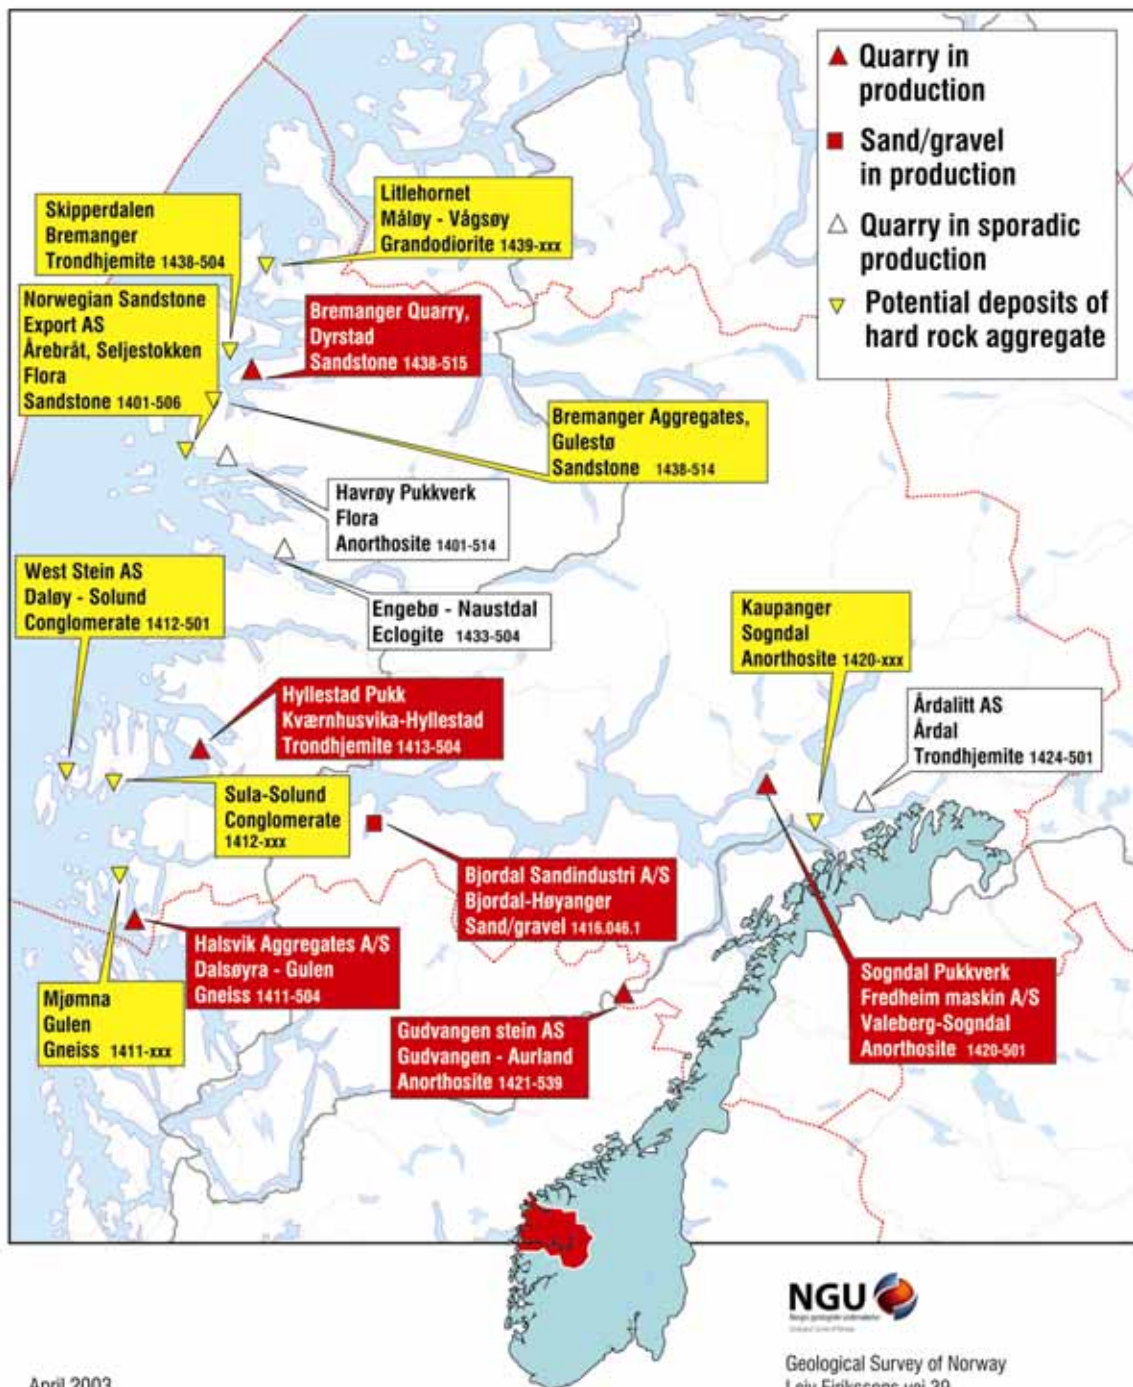 Quarry in
production
Sand/gravel
in production
Quarry in sporadic
production
Potential deposits of
hard rock aggregate
Skipperdalen
Bremanger
Trondhjemite 1438-504
Litlehornet
Måløy - Vågsøy
Grandodiorite 1439-xxx
Norwegian Sandstone
Export AS
Årebråt, Seljestokken
Flora
Sandstone 1401-506
Bremanger Quarry,
Dyrstad
Sandstone 1438-515
Bremanger Aggregates,
Gulestø
Sandstone 1438-514
Havrøy Pukkverk
Flora
Anorthosite 1401-514
West Stein AS
Daløy - Solund
Conglomerate 1412-501
Engebø - Naustdal
Eclogite 1433-504
Kaupanger
Sogndal
Anorthosite 1420-xxx
Hyllestad Pukk
Kværnhusvika-Hyllestad
Trondhjemite 1413-504
Årdalitt AS
Årdal
Trondhjemite 1424-501
Sula-Solund
Conglomerate
1412-xxx
Bjordal Sandindustri A/S
Bjordal-Høyanger
Sand/gravel 1416.046.1
Halsvik Aggregates A/S
Dalsøyra - Gulen
Gneiss 1411-504
Sogndal Pukkverk
Fredheim maskin A/S
Valeberg-Sogndal
Anorthosite 1420-501
Mjømna
Gulen
Gneiss 1411-xxx
Gudvangen stein AS
Gudvangen - Aurland
Anorthosite 1421-539
NGU
Geological Survey of Norway
Leiv Eirikssons vei 39
April 2003